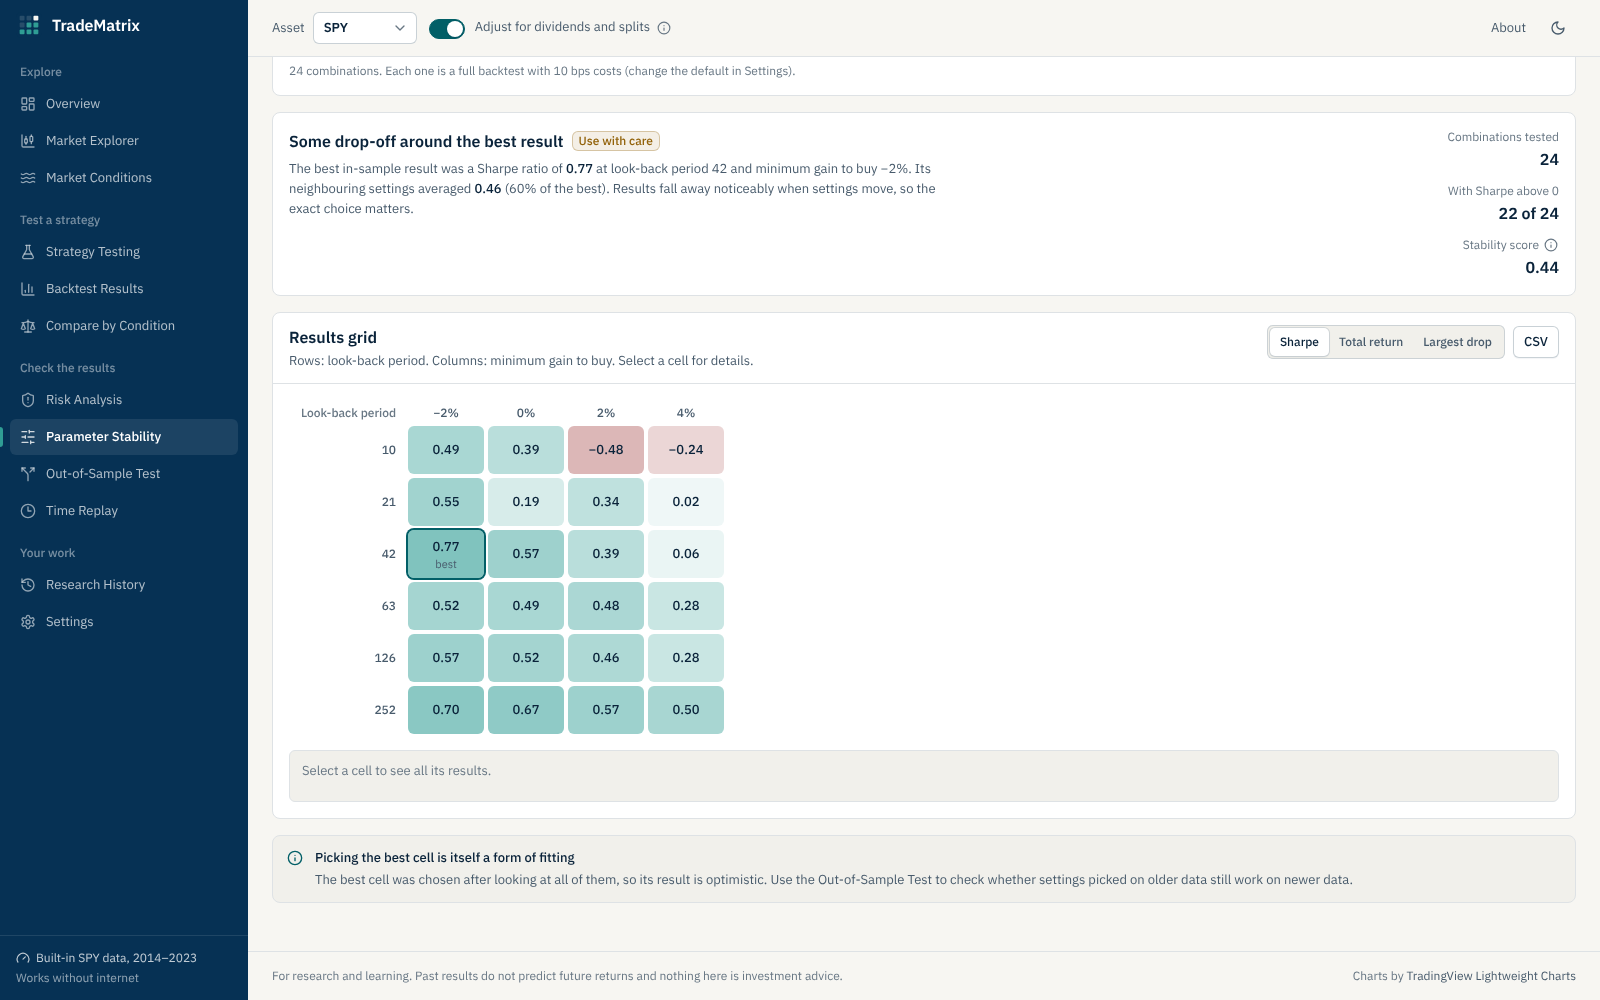 TradeMatrix
Explore
Overview
Market Explorer
Market Conditions
Test a strategy
Strategy Testing
Backtest Results
Compare by Condition
Check the results
Risk Analysis
Parameter Stability
Out-of-Sample Test
Time Replay
Your work
Research History
Settings
Built-in SPY data, 2014–2023
Works without internet
Asset SPY Adjust for dividends and splits About
24 combinations. Each one is a full backtest with 10 bps costs (change the default in Settings).
Some drop-off around the best result Use with care
The best in-sample result was a Sharpe ratio of 0.77 at look-back period 42 and minimum gain to buy −2%. Its
neighbouring settings averaged 0.46 (60% of the best). Results fall away noticeably when settings move, so the
exact choice matters.
Combinations tested
24
With Sharpe above 0
22 of 24
Stability score
0.44
Results grid
Rows: look-back period. Columns: minimum gain to buy. Select a cell for details.
Sharpe Total return Largest drop CSV
Look-back period −2% 0% 2% 4%
10 0.49 0.39 −0.48 −0.24
21 0.55 0.19 0.34 0.02
42 0.77 0.57 0.39 0.06
best
63 0.52 0.49 0.48 0.28
126 0.57 0.52 0.46 0.28
252 0.70 0.67 0.57 0.50
Select a cell to see all its results.
Picking the best cell is itself a form of fitting
The best cell was chosen after looking at all of them, so its result is optimistic. Use the Out-of-Sample Test to check whether settings picked on older data still work on newer data.
For research and learning. Past results do not predict future returns and nothing here is investment advice.
Charts by TradingView Lightweight Charts